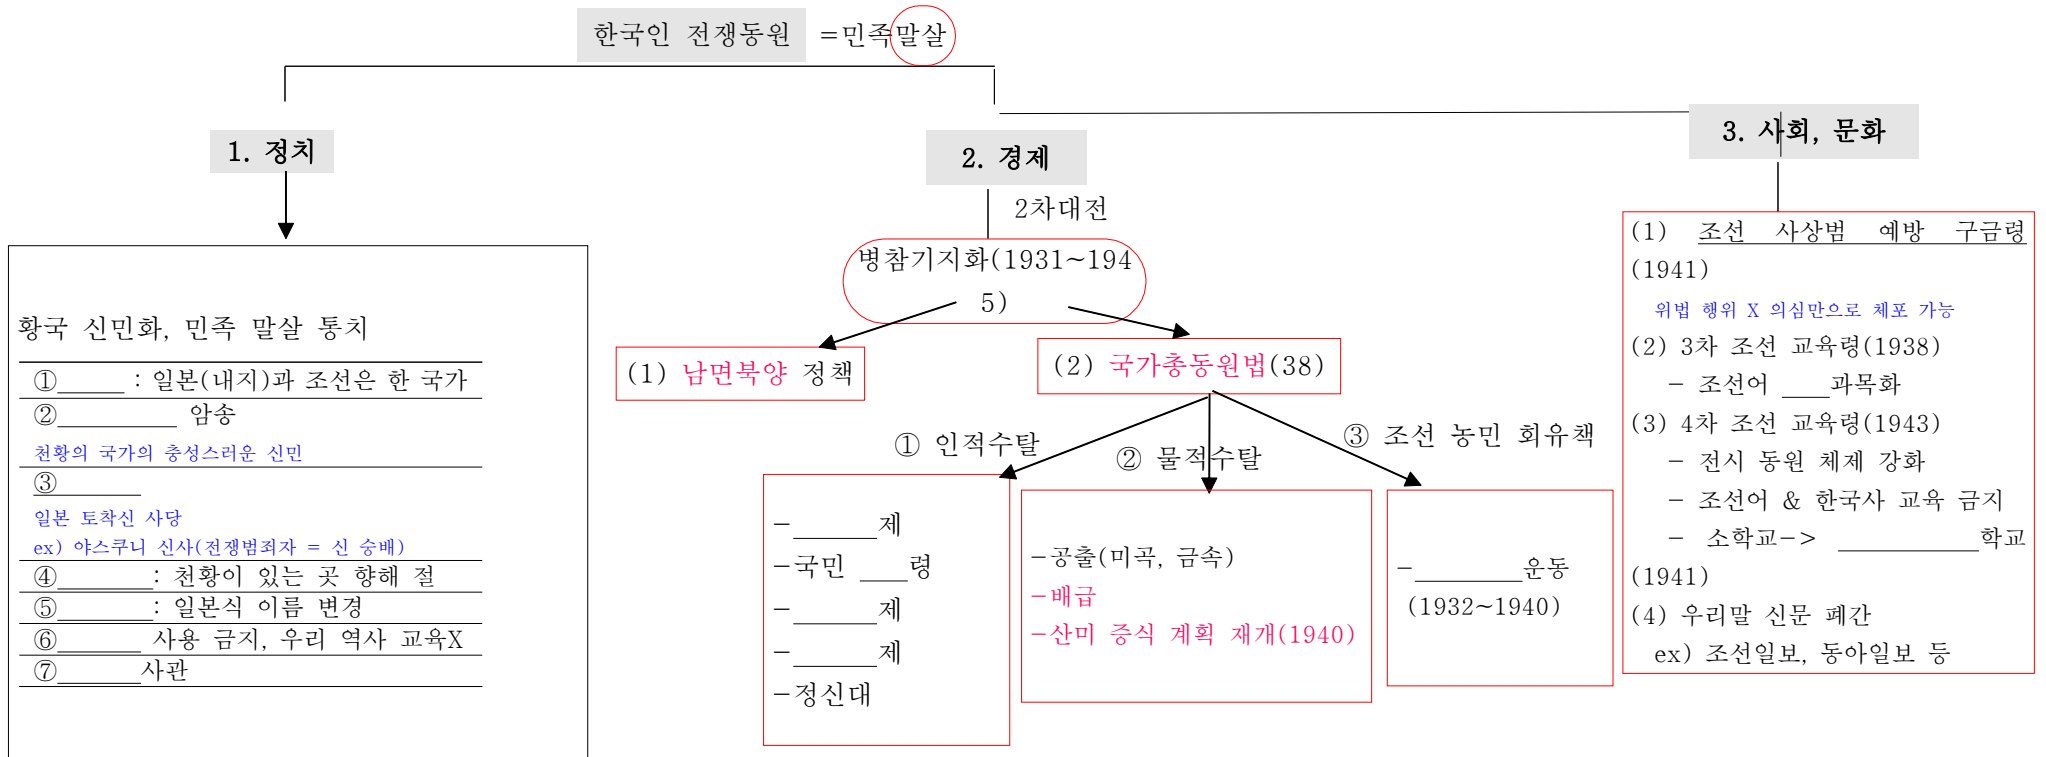 한국인 전쟁동원 =민족말살
1. 정치
황국 신민화, 민족 말살 통치
①______ : 일본(내지)과 조선은 한 국가
②__________ 암송
천황의 국가의 충성스러운 신민
③_________
일본 토착신 사당
ex) 야스쿠니 신사(전쟁범죄자 = 신 숭배)
④________: 천황이 있는 곳 향해 절
⑤________: 일본식 이름 변경
⑥_______ 사용 금지, 우리 역사 교육X
⑦_______사관
2. 경제
2차대전
병참기지화(1931~194
5)
(1) 남면북양 정책
(2) 국가총동원법(38)
① 인적수탈
-_______제
-국민 ____령
-_______제
-_______제
-정신대
② 물적수탈
-공출(미곡, 금속)
-배급
-산미 증식 계획 재개(1940)
③ 조선 농민 회유책
-_________운동
(1932~1940)
3. 사회, 문화
(1) 조선 사상범 예방 구금령
(1941)
위법 행위 X 의심만으로 체포 가능
(2) 3차 조선 교육령(1938)
- 조선어 ____과목화
(3) 4차 조선 교육령(1943)
- 전시 동원 체제 강화
- 조선어 & 한국사 교육 금지
- 소학교-> ____________학교
(1941)
(4) 우리말 신문 폐간
ex) 조선일보, 동아일보 등